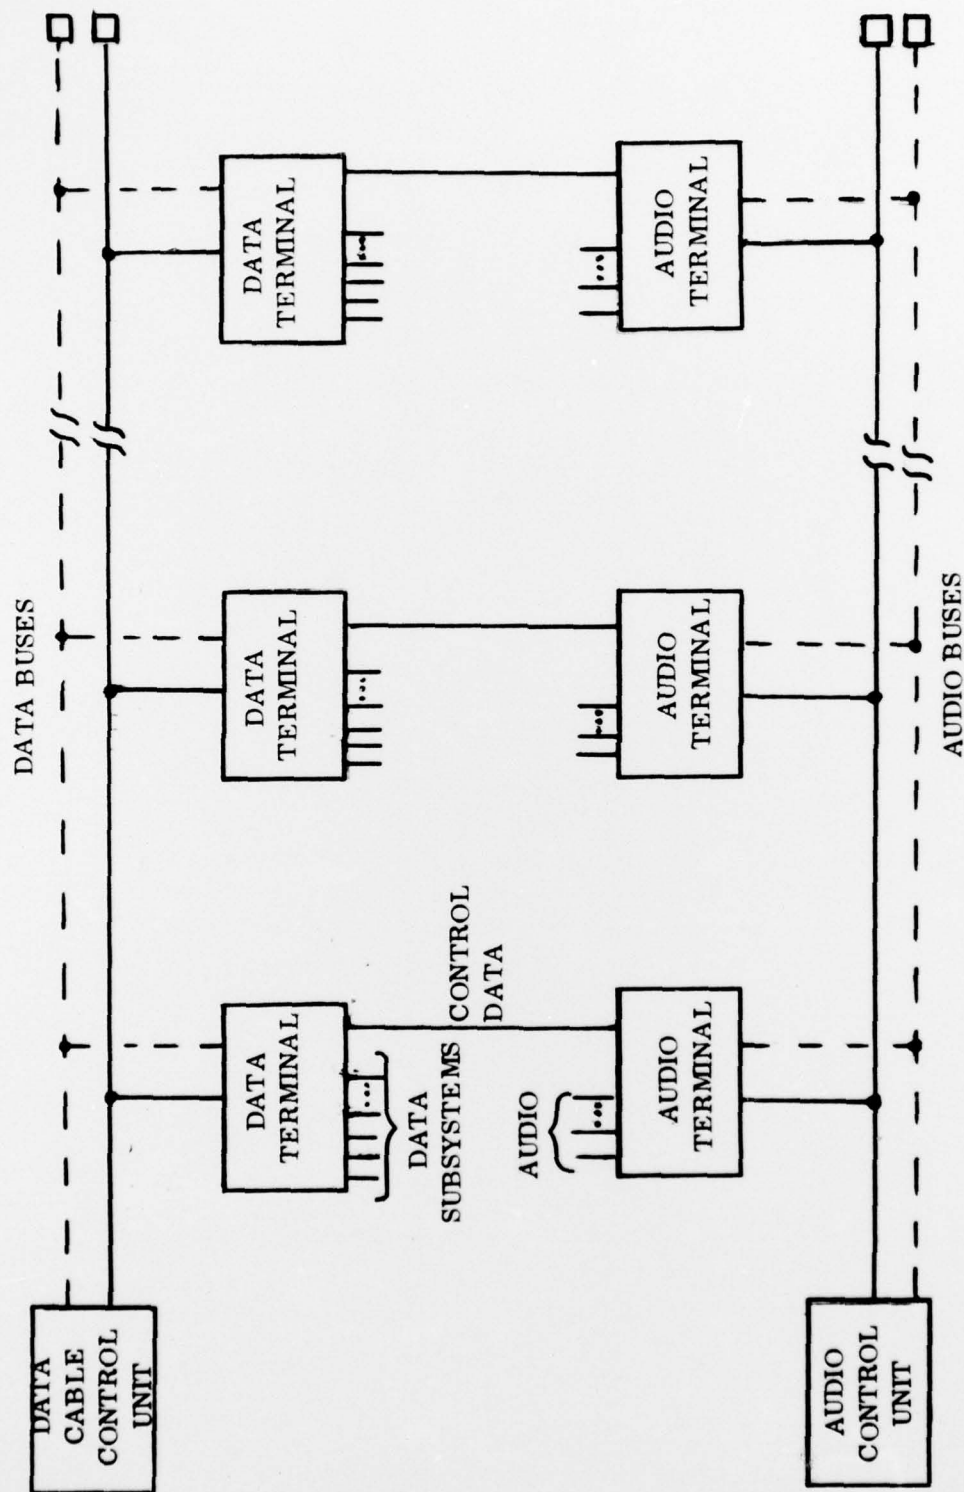 DATA BUSES
DATA
CABLE
CONTROL
UNIT
DATA
TERMINAL
DATA
TERMINAL
DATA
TERMINAL
DATA
SUBSYSTEMS
CONTROL
DATA
AUDIO
AUDIO
TERMINAL
AUDIO
TERMINAL
AUDIO
TERMINAL
AUDIO
CONTROL
UNIT
AUDIO BUSES